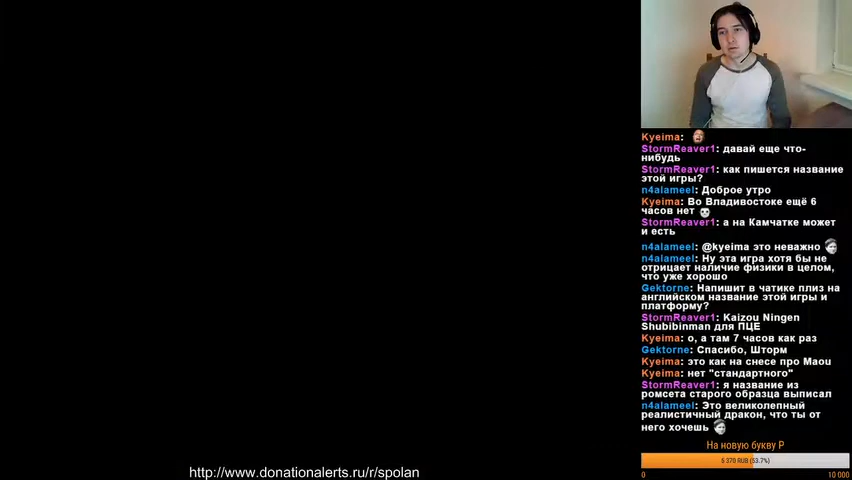 Kyeima:
StormReaver1: давай еще что-
нибудь
StormReaver1: как пишется название
этой игры?
n4alameel: Доброе утро
Kyeima: Во Владивостоке ещё 6
часов нет
StormReaver1: а на Камчатке может
и есть
n4alameel: @kyeima это неважно
n4alameel: Ну эта игра хотя бы не
отрицает наличие физики в целом,
что уже хорошо
Gektorne: Напишит в чатике плиз на
английском название этой игры и
платформу?
StormReaver1: Kaizou Ningen
Shubibinman для ПЦЕ
Kyeima: о, а там 7 часов как раз
Gektorne: Спасибо, Шторм
Kyeima: это как на снесе про Maou
Kyeima: нет "стандартного"
StormReaver1: я название из
ромсета старого образца выписал
n4alameel: Это великолепный
реалистичный дракон, что ты от
него хочешь
На новую букву Р
5 370 RUB (53.7%)
0 10 000
http://www.donationalerts.ru/r/spolan